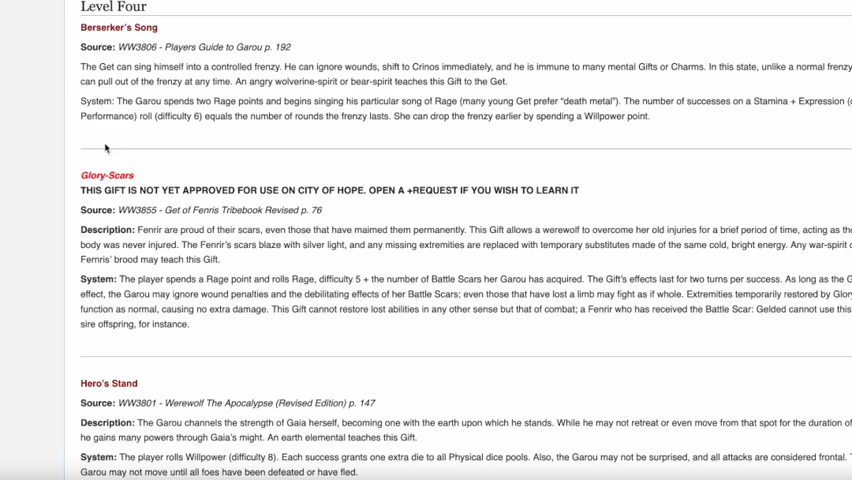 Level Four
Berserker's Song
Source: WW3806 - Players Guide to Garou p. 192
The Get can sing himself into a controlled frenzy. He can ignore wounds, shift to Crinos immediately, and he is immune to many mental Gifts or Charms. In this state, unlike a normal frenzy
can pull out of the frenzy at any time. An angry wolverine-spirit or bear-spirit teaches this Gift to the Get.
System: The Garou spends two Rage points and begins singing his particular song of Rage (many young Get prefer “death metal”). The number of successes on a Stamina + Expression (
Performance) roll (difficulty 6) equals the number of rounds the frenzy lasts. She can drop the frenzy earlier by spending a Willpower point.
Glory-Scars
THIS GIFT IS NOT YET APPROVED FOR USE ON CITY OF HOPE. OPEN A +REQUEST IF YOU WISH TO LEARN IT
Source: WW3855 - Get of Fenris Tribebook Revised p. 76
Description: Fenrir are proud of their scars, even those that have maimed them permanently. This Gift allows a werewolf to overcome her old injuries for a brief period of time, acting as
body was never injured. The Fenrir's scars blaze with silver light, and any missing extremities are replaced with temporary substitutes made of the same cold, bright energy. Any war-spirit
Fernris' brood may teach this Gift.
System: The player spends a Rage point and rolls Rage, difficulty 5 + the number of Battle Scars her Garou has acquired. The Gift's effects last for two turns per success. As long as the
effect, the Garou may ignore wound penalties and the debilitating effects of her Battle Scars; even those that have lost a limb may fight as if whole. Extremities temporarily restored by
function as normal, causing no extra damage. This Gift cannot restore lost abilities in any other sense but that of combat; a Fenrir who has received the Battle Scar: Gelded cannot use this
sire offspring, for instance.
Hero's Stand
Source: WW3801 - Werewolf The Apocalypse (Revised Edition) p. 147
Description: The Garou channels the strength of Gaia herself, becoming one with the earth upon which he stands. While he may not retreat or even move from that spot for the duration of
he gains many powers through Gaia's might. An earth elemental teaches this Gift.
System: The player rolls Willpower (difficulty 8). Each success grants one extra die to all Physical dice pools. Also, the Garou may not be surprised, and all attacks are considered frontal.
Garou may not move until all foes have been defeated or have fled.